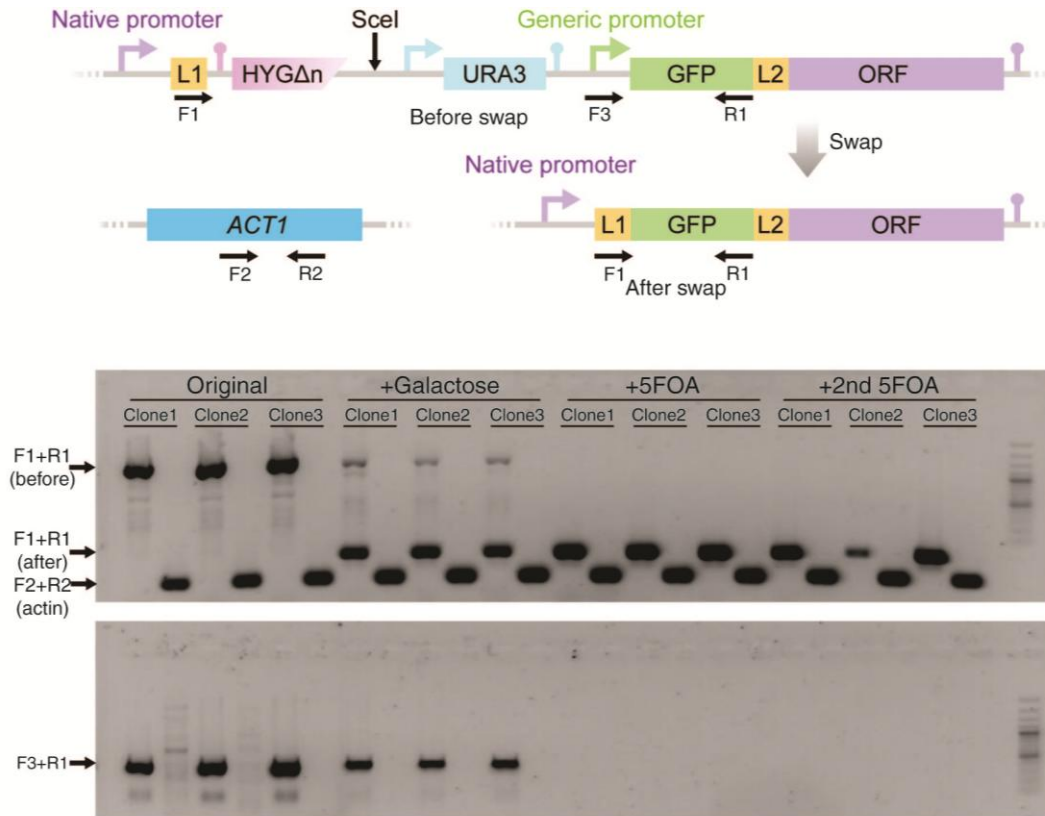 Native promoter
SceI
Generic promoter
L1
HYGΔn
URA3
GFP
L2
ORF
F1
Before swap
F3
R1
Swap
Native promoter
ACT1
L1
GFP
L2
ORF
F2
R2
F1
R1
After swap
Original
+Galactose
+5FOA
+2nd 5FOA
Clone1 Clone2 Clone3 Clone1 Clone2 Clone3 Clone1 Clone2 Clone3 Clone1 Clone2 Clone3
F1+R1
(before)
F1+R1
(after)
F2+R2
(actin)
F3+R1